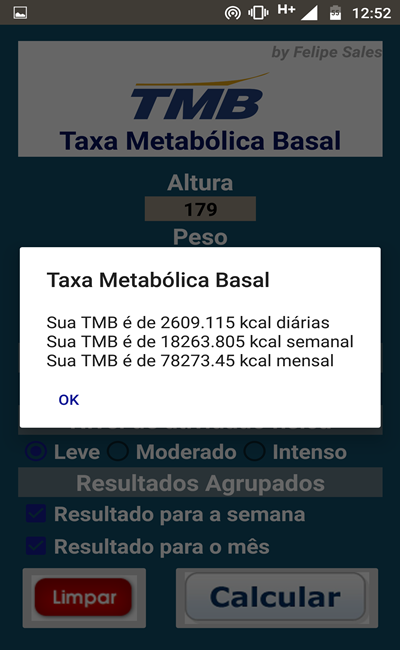 H+ 12:52
by Felipe Sales
TMB
Taxa Metabólica Basal
Altura
179
Peso
Taxa Metabólica Basal
Sua TMB é de 2609.115 kcal diárias
Sua TMB é de 18263.805 kcal semanal
Sua TMB é de 78273.45 kcal mensal
OK
Leve Moderado Intenso
Resultados Agrupados
Resultado para a semana
Resultado para o mês
Limpar Calcular